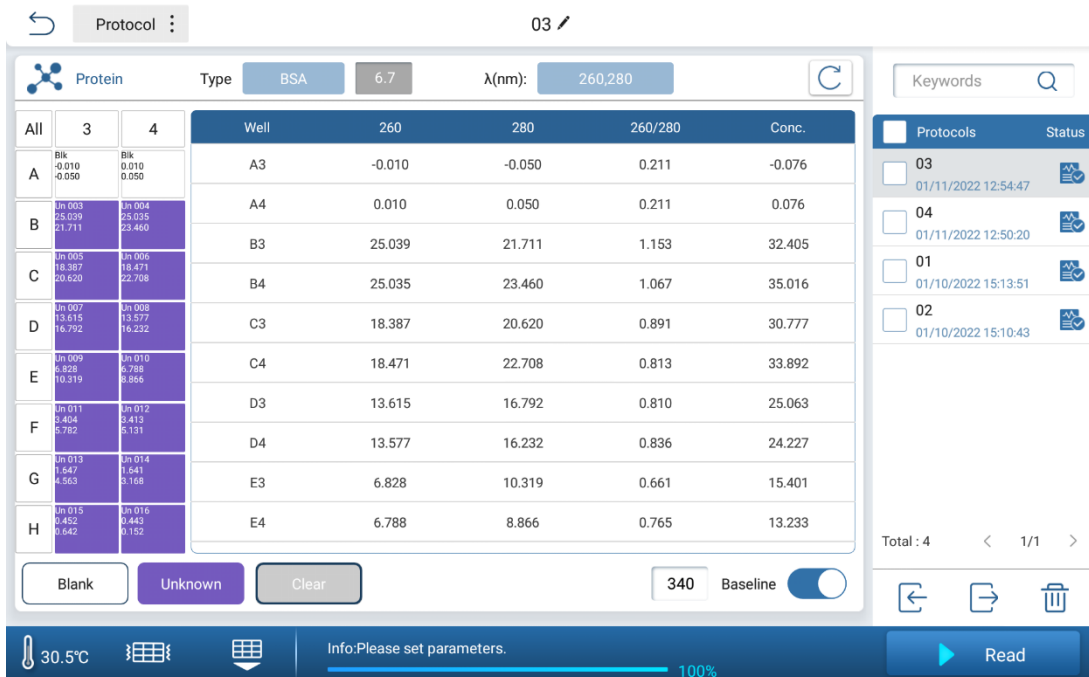 Protocol
03
Protein
Type BSA 6.7 λ(nm): 260,280
Keywords
All 3 4
A
Blk -0.010 -0.050
Blk 0.010 0.050
B
Un 003 25.039 21.711
Un 004 25.035 23.460
C
Un 005 18.387 20.620
Un 006 18.471 22.708
D
Un 007 13.615 16.792
Un 008 13.577 16.232
E
Un 009 6.828 10.319
Un 010 6.788 8.866
F
Un 011 3.404 5.782
Un 012 3.413 5.131
G
Un 013 1.647 4.563
Un 014 1.641 3.168
H
Un 015 0.452 0.642
Un 016 0.443 0.152
Well 260 280 260/280 Conc.
A3 -0.010 -0.050 0.211 -0.076
A4 0.010 0.050 0.211 0.076
B3 25.039 21.711 1.153 32.405
B4 25.035 23.460 1.067 35.016
C3 18.387 20.620 0.891 30.777
C4 18.471 22.708 0.813 33.892
D3 13.615 16.792 0.810 25.063
D4 13.577 16.232 0.836 24.227
E3 6.828 10.319 0.661 15.401
E4 6.788 8.866 0.765 13.233
Blank Unknown Clear
340 Baseline
Protocols Status
03
01/11/2022 12:54:47
04
01/11/2022 12:50:20
01
01/10/2022 15:13:51
02
01/10/2022 15:10:43
Total : 4 < 1/1 >
30.5℃
Info:Please set parameters.
100%
Read